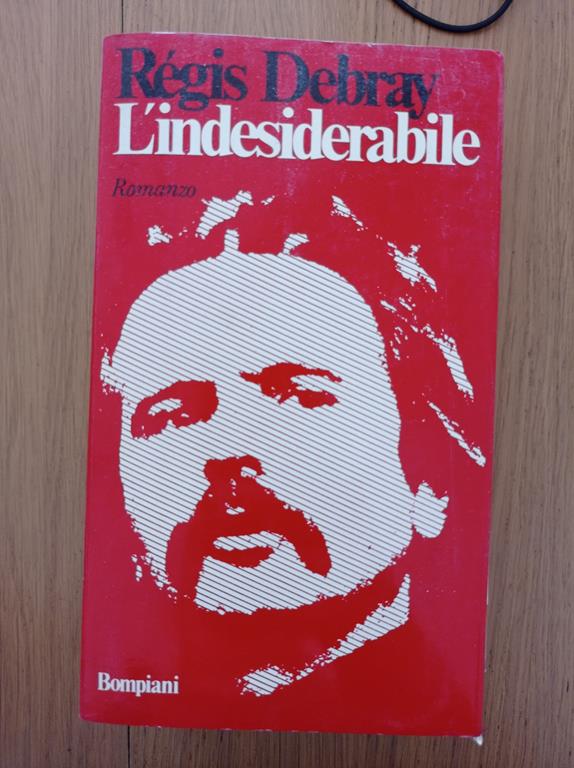 Régis Debray
L'indesiderabile
Romanzo
Bompiani